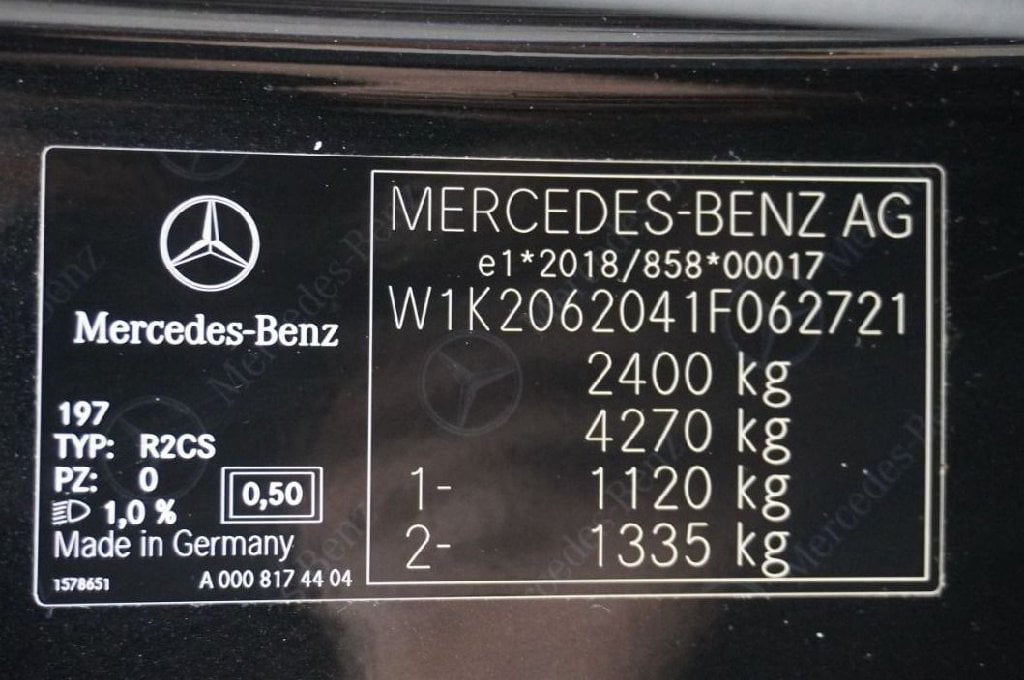 Mercedes-Benz
197
TYP: R2CS
PZ: 0
1,0 %
0,50
Made in Germany
1578651 A 000 817 44 04
MERCEDES-BENZ AG
e1*2018/858*00017
W1K2062041F062721
2400 kg
4270 kg
1- 1120 kg
2- 1335 kg